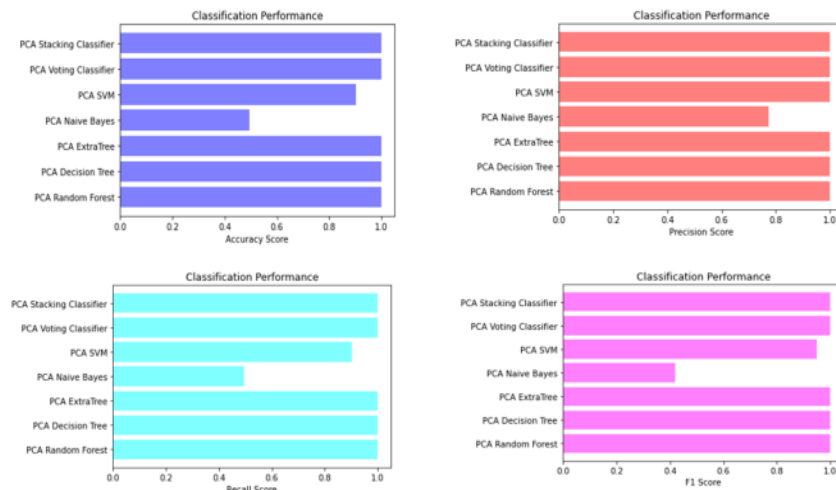 Classification Performance
PCA Stacking Classifier
PCA Voting Classifier
PCA SVM
PCA Naive Bayes
PCA ExtraTree
PCA Decision Tree
PCA Random Forest
0.0 0.2 0.4 0.6 0.8 1.0
Accuracy Score
Classification Performance
PCA Stacking Classifier
PCA Voting Classifier
PCA SVM
PCA Naive Bayes
PCA ExtraTree
PCA Decision Tree
PCA Random Forest
0.0 0.2 0.4 0.6 0.8 1.0
Precision Score
Classification Performance
PCA Stacking Classifier
PCA Voting Classifier
PCA SVM
PCA Naive Bayes
PCA ExtraTree
PCA Decision Tree
PCA Random Forest
0.0 0.2 0.4 0.6 0.8 1.0
Recall Score
Classification Performance
PCA Stacking Classifier
PCA Voting Classifier
PCA SVM
PCA Naive Bayes
PCA ExtraTree
PCA Decision Tree
PCA Random Forest
0.0 0.2 0.4 0.6 0.8 1.0
F1 Score